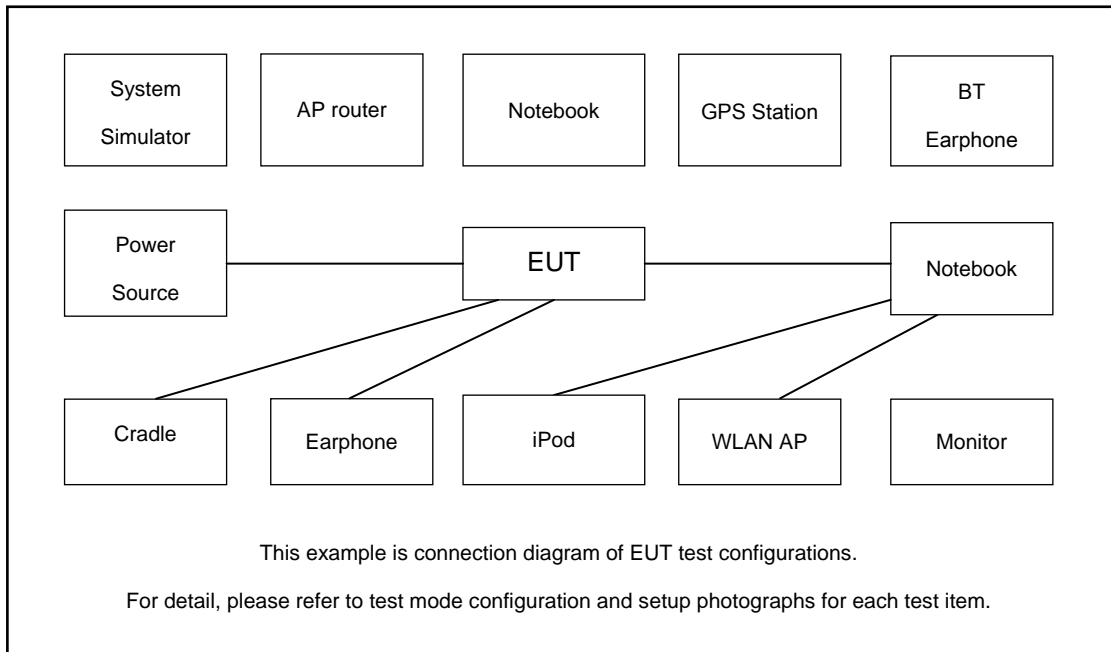 System
Simulator
AP router
Notebook
GPS Station
BT
Earphone
Power
Source
EUT
Notebook
Cradle
Earphone
iPod
WLAN AP
Monitor
This example is connection diagram of EUT test configurations.
For detail, please refer to test mode configuration and setup photographs for each test item.